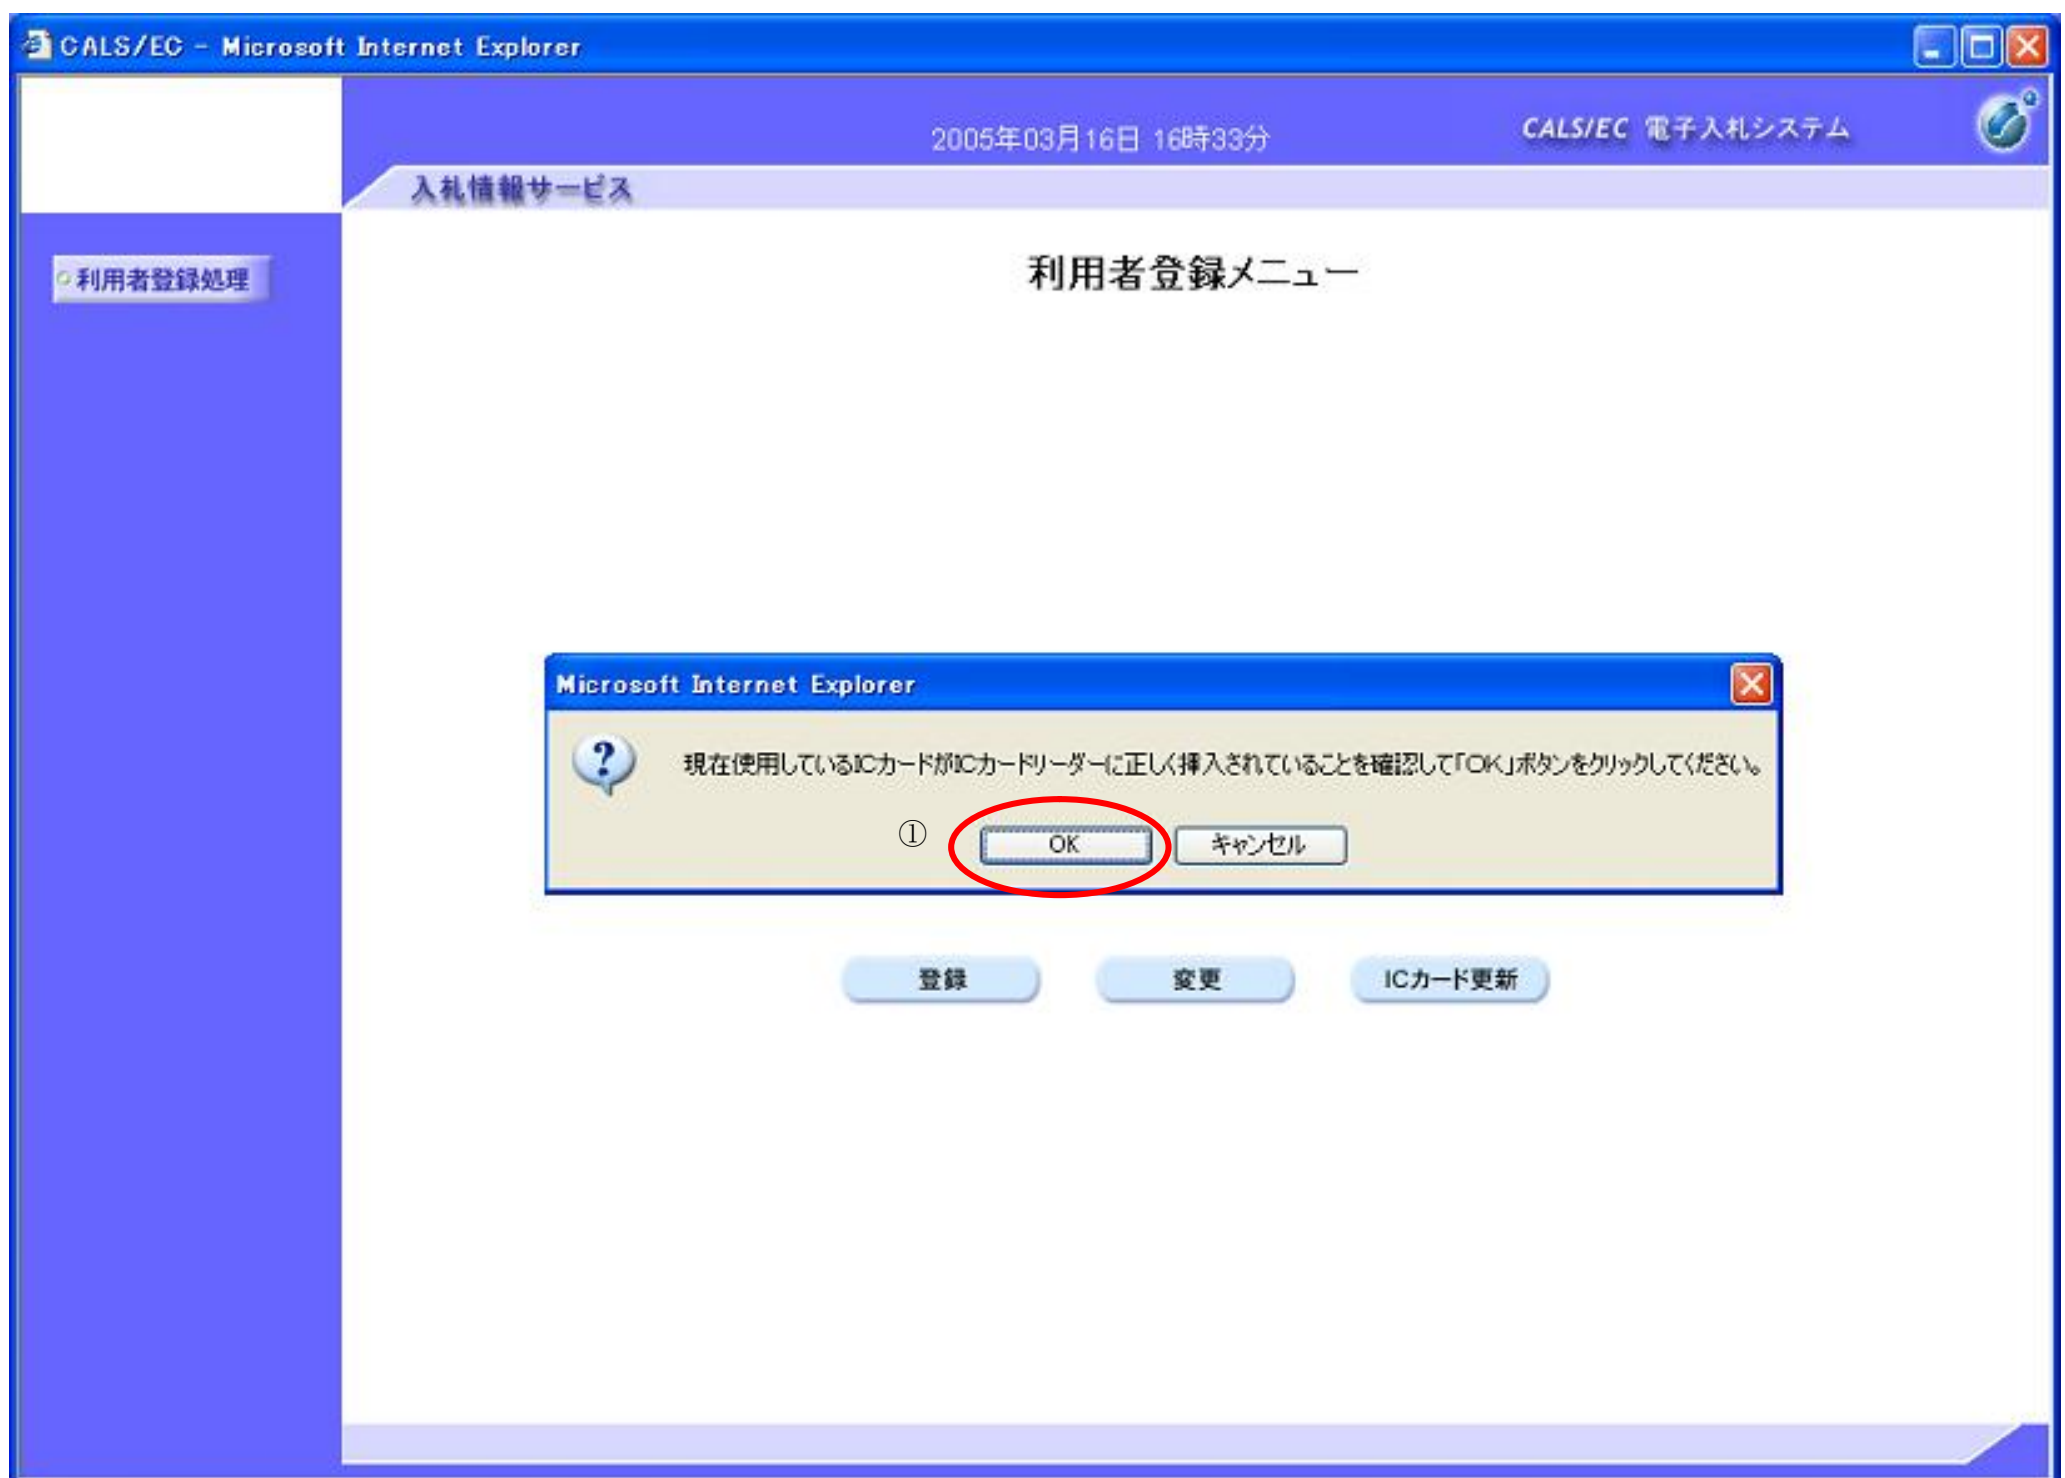 CALS/EC - Microsoft Internet Explorer
2005年03月16日 16時33分
CALS/EC 電子入札システム
入札情報サービス
利用者登録処理
利用者登録メニュー
Microsoft Internet Explorer
現在使用しているICカードがICカードリーダーに正しく挿入されていることを確認して「OK」ボタンをクリックしてください。
① OK キャンセル
登録 変更 ICカード更新